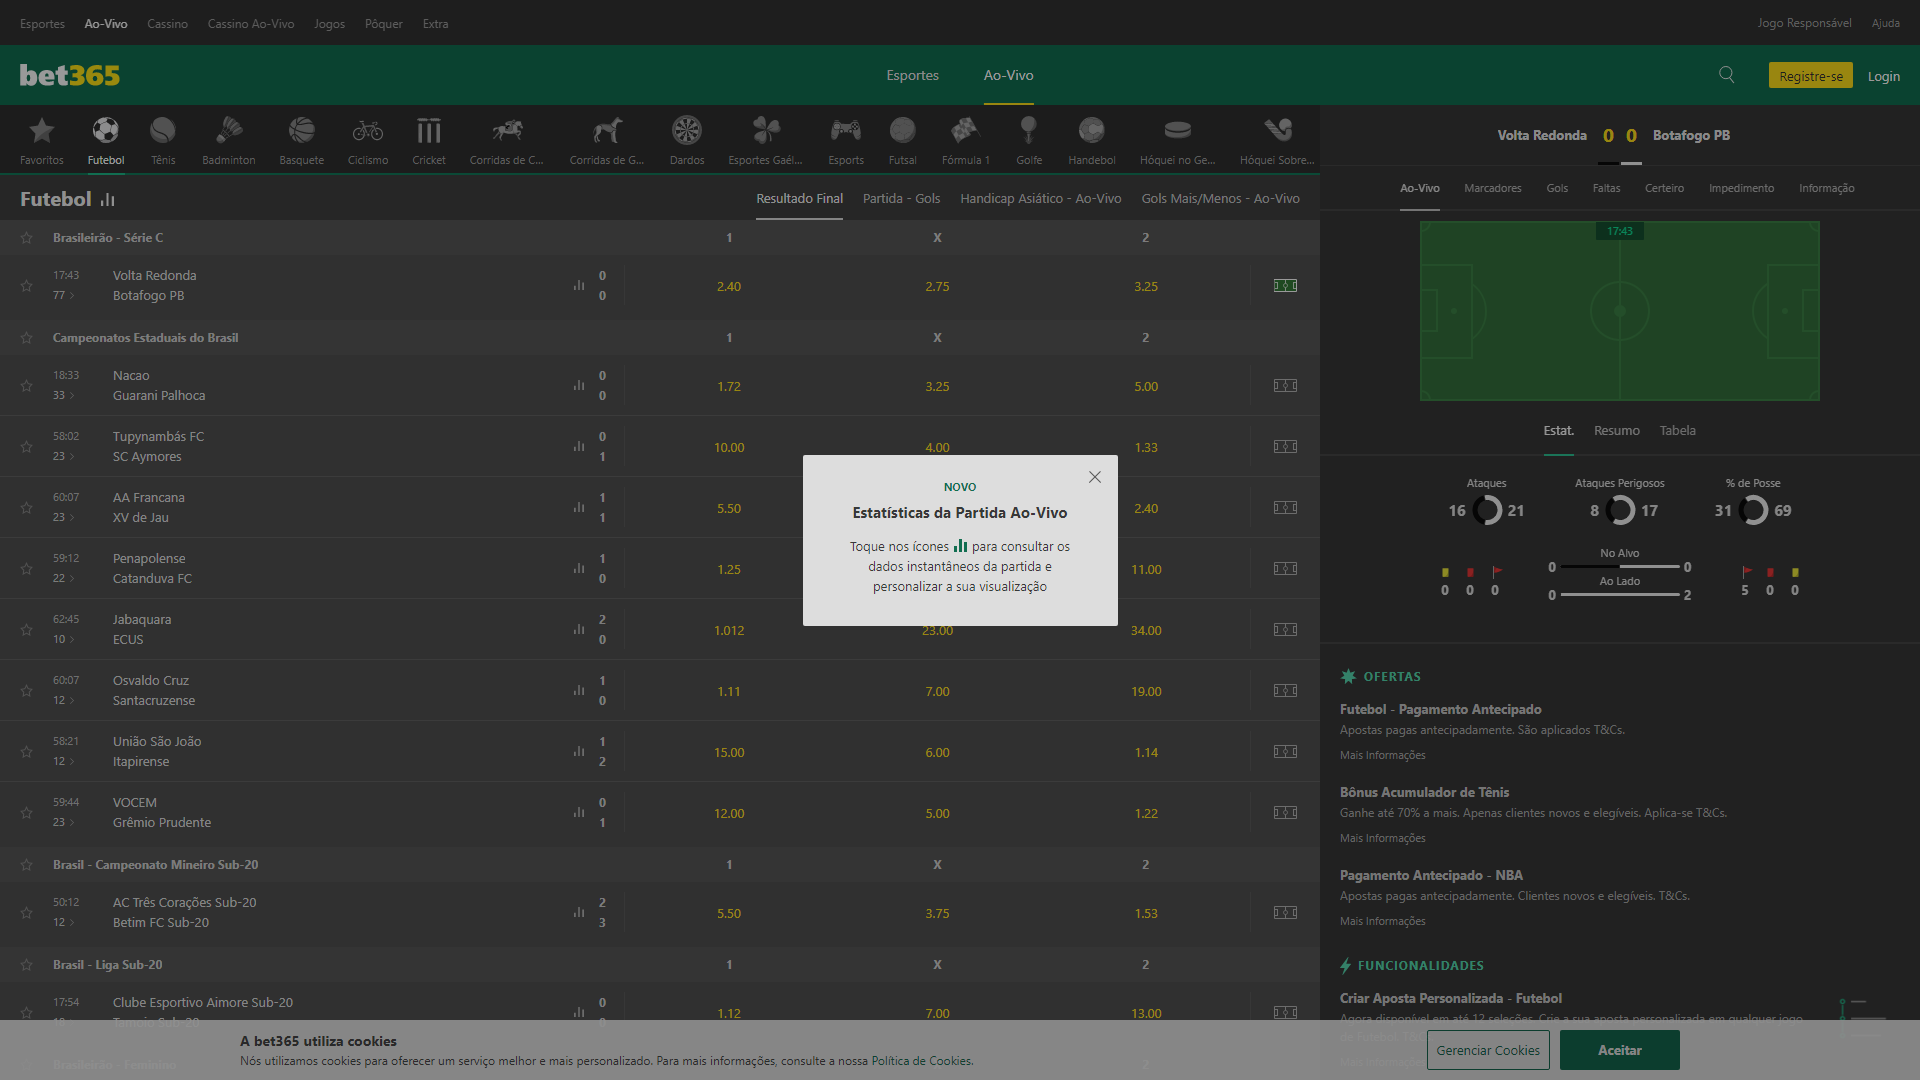 Esportes Ao-Vivo Cassino Cassino Ao-Vivo Jogos Pôquer Extra Jogo Responsável Ajuda
bet365 Esportes Ao-Vivo Registre-se Login
Favoritos Futebol Tênis Badminton Basquete Ciclismo Cricket Corridas de C... Corridas de G... Dardos Esportes Gaél... Esports Futsal Fórmula 1 Golfe Handebol Hóquei no Ge... Hóquei Sobre...
Futebol Resultado Final Partida - Gols Handicap Asiático - Ao-Vivo Gols Mais/Menos - Ao-Vivo
Brasileirão - Série C 1 X 2
17:43 Volta Redonda 0
77 Botafogo PB 0
2.40 2.75 3.25
Campeonatos Estaduais do Brasil 1 X 2
18:33 Nacao 0
33 Guarani Palhoca 0
1.72 3.25 5.00
58:02 Tupynambás FC 0
23 SC Aymores 1
10.00 4.00 1.33
60:07 AA Francana 1
23 XV de Jau 1
5.50 2.40
59:12 Penapolense 1
22 Catanduva FC 0
1.25 11.00
62:45 Jabaquara 2
10 ECUS 0
1.012 23.00 34.00
60:07 Osvaldo Cruz 1
12 Santacruzense 0
1.11 7.00 19.00
58:21 União São João 1
12 Itapirense 2
15.00 6.00 1.14
59:44 VOCEM 0
23 Grêmio Prudente 1
12.00 5.00 1.22
Brasil - Campeonato Mineiro Sub-20 1 X 2
50:12 AC Três Corações Sub-20 2
12 Betim FC Sub-20 3
5.50 3.75 1.53
Brasil - Liga Sub-20 1 X 2
17:54 Clube Esportivo Aimore Sub-20 0
Tamoio Sub-20
1.12 7.00 13.00
Brasileirão - Feminino 2
NOVO
Estatísticas da Partida Ao-Vivo
Toque nos ícones para consultar os
dados instantâneos da partida e
personalizar a sua visualização
Volta Redonda 0 0 Botafogo PB
Ao-Vivo Marcadores Gols Faltas Certeiro Impedimento Informação
17:43
Estat. Resumo Tabela
Ataques Ataques Perigosos % de Posse
16 21 8 17 31 69
No Alvo
0 0
Ao Lado
0 2
0 0 0 5 0 0
OFERTAS
Futebol - Pagamento Antecipado
Apostas pagas antecipadamente. São aplicados T&Cs.
Mais Informações
Bônus Acumulador de Tênis
Ganhe até 70% a mais. Apenas clientes novos e elegíveis. Aplica-se T&Cs.
Mais Informações
Pagamento Antecipado - NBA
Apostas pagas antecipadamente. Clientes novos e elegíveis. T&Cs.
Mais Informações
FUNCIONALIDADES
Criar Aposta Personalizada - Futebol
Agora disponível em até 12 seleções. Crie a sua aposta personalizada em qualquer jogo
A bet365 utiliza cookies
Nós utilizamos cookies para oferecer um serviço melhor e mais personalizado. Para mais informações, consulte a nossa Política de Cookies.
Gerenciar Cookies Aceitar